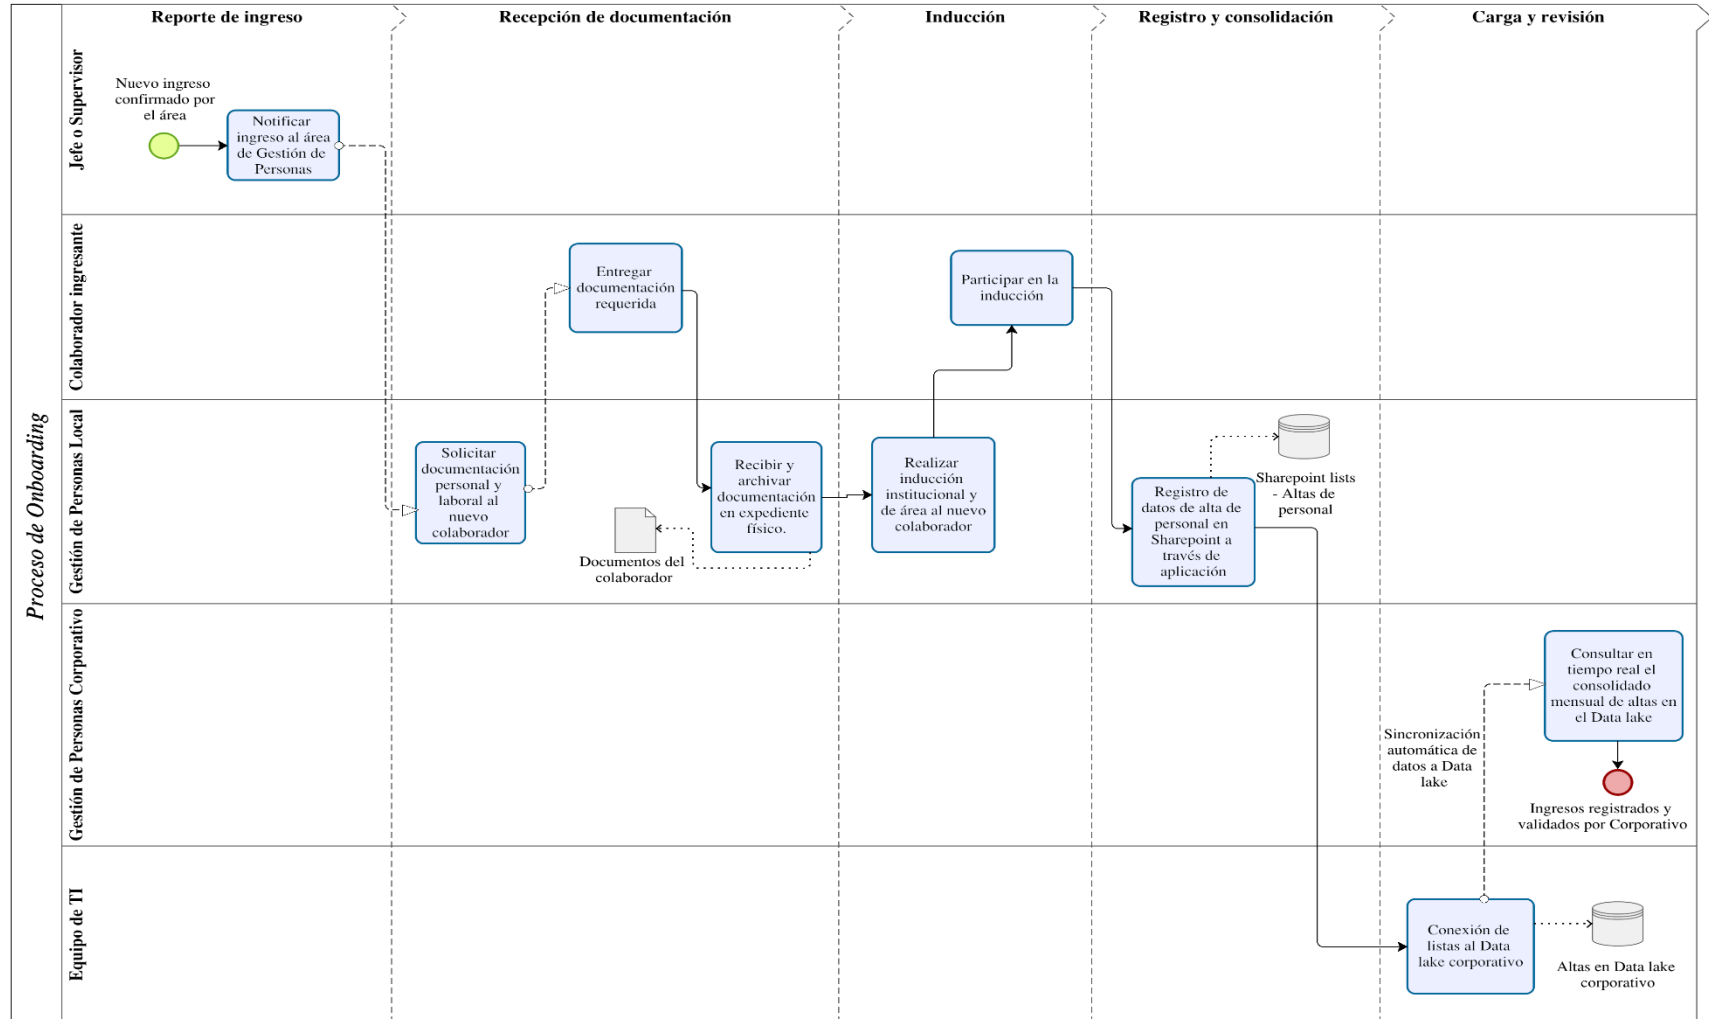 Reporte de ingreso
Recepción de documentación
Inducción
Registro y consolidación
Carga y revisión
Proceso de Onboarding
Jefe o Supervisor
Nuevo ingreso
confirmado por
el área
Notificar
ingreso al área
de Gestión de
Personas
Colaborador ingresante
Entregar
documentación
requerida
Participar en la
inducción
Gestión de Personas Local
Solicitar
documentación
personal y
laboral al
nuevo
colaborador
Documentos del
colaborador
Recibir y
archivar
documentación
en expediente
físico.
Realizar
inducción
institucional y
de área al nuevo
colaborador
Registro de
datos de alta de
personal en
Sharepoint a
través de
aplicación
Sharepoint lists
- Altas de
personal
Gestión de Personas Corporativo
Consultar en
tiempo real el
consolidado
mensual de altas en
el Data lake
Sincronización
automática de
datos a Data
lake
Ingresos registrados y
validados por Corporativo
Equipo de TI
Conexión de
listas al Data
lake corporativo
Altas en Data lake
corporativo